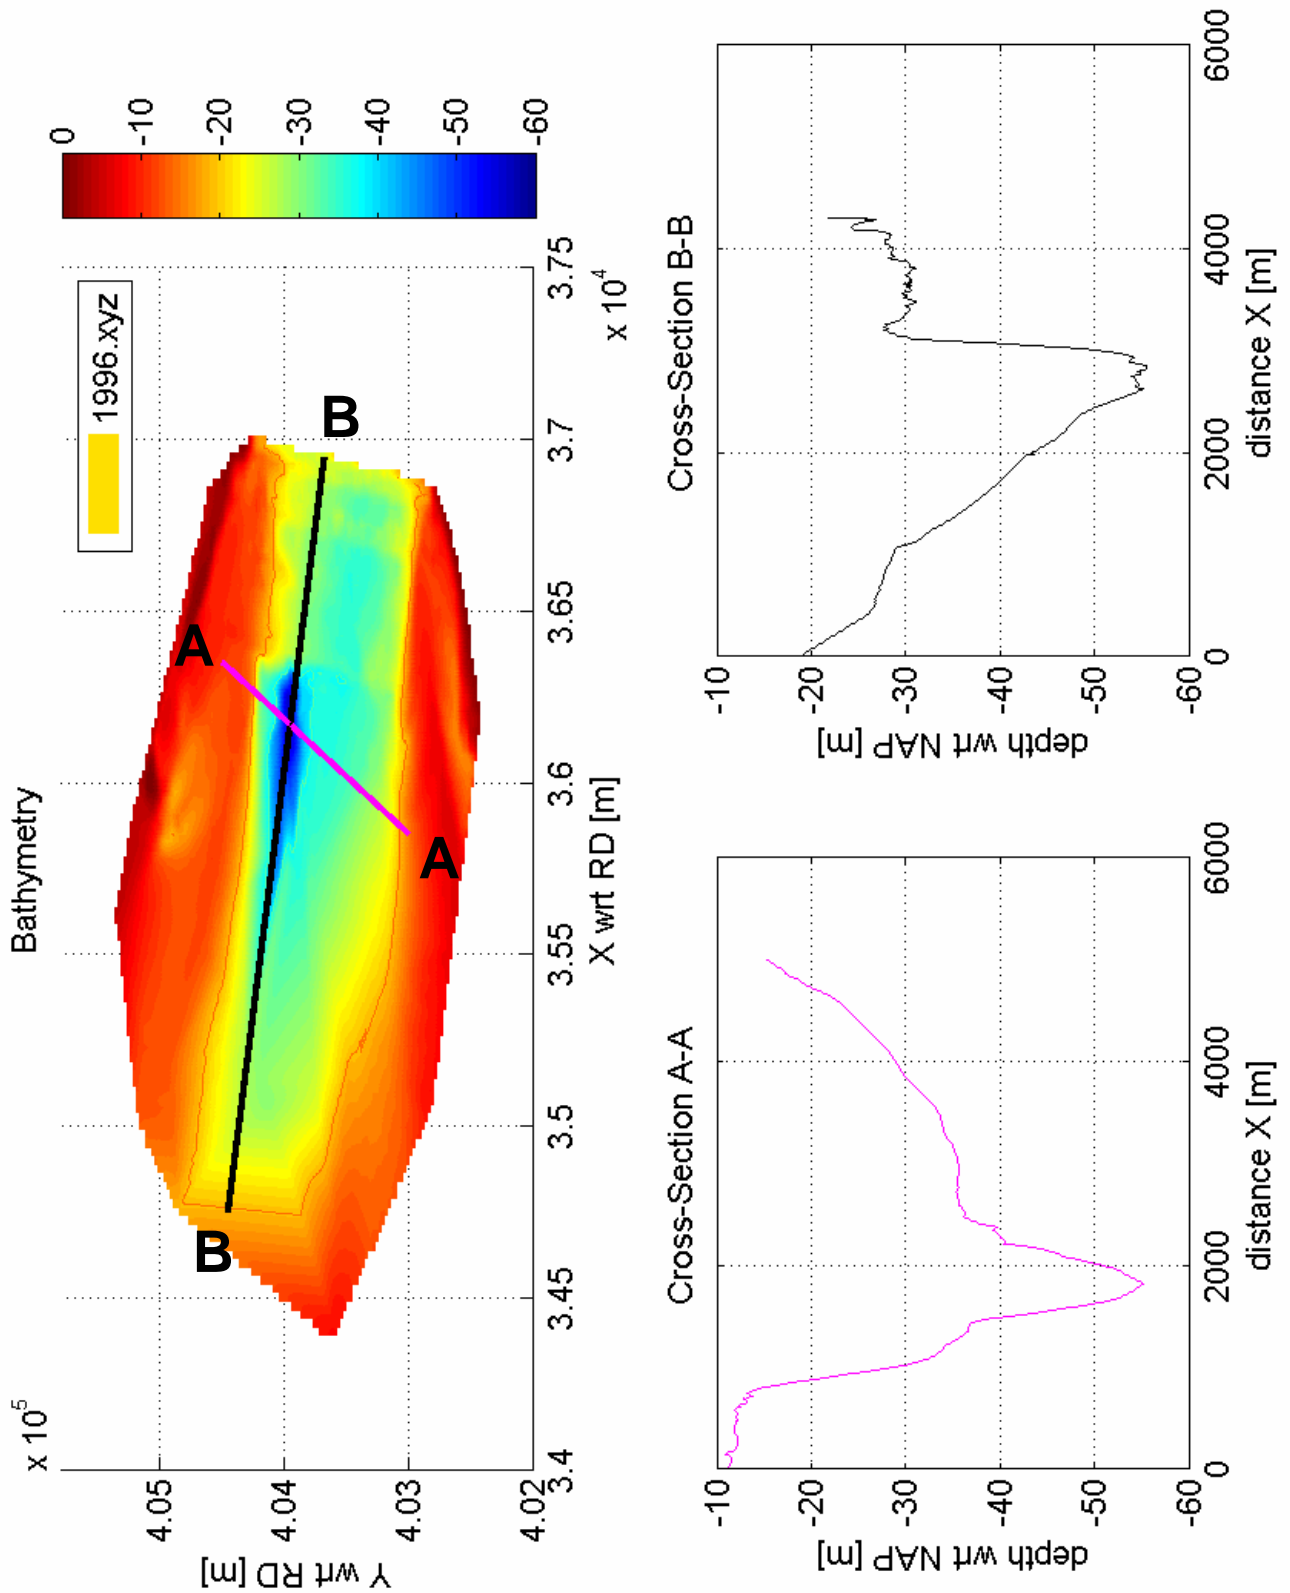 Bathymetry
x 10^5
4.05
4.04
4.03
4.02
Y wrt RD [m]
3.4
3.45
3.5
3.55
3.6
3.65
3.7
3.75
x 10^4
X wrt RD [m]
1996.xyz
A
A
B
B
0
-10
-20
-30
-40
-50
-60
Cross-Section A-A
-10
-20
-30
-40
-50
-60
depth wrt NAP [m]
0
2000
4000
6000
distance X [m]
Cross-Section B-B
-10
-20
-30
-40
-50
-60
depth wrt NAP [m]
0
2000
4000
6000
distance X [m]